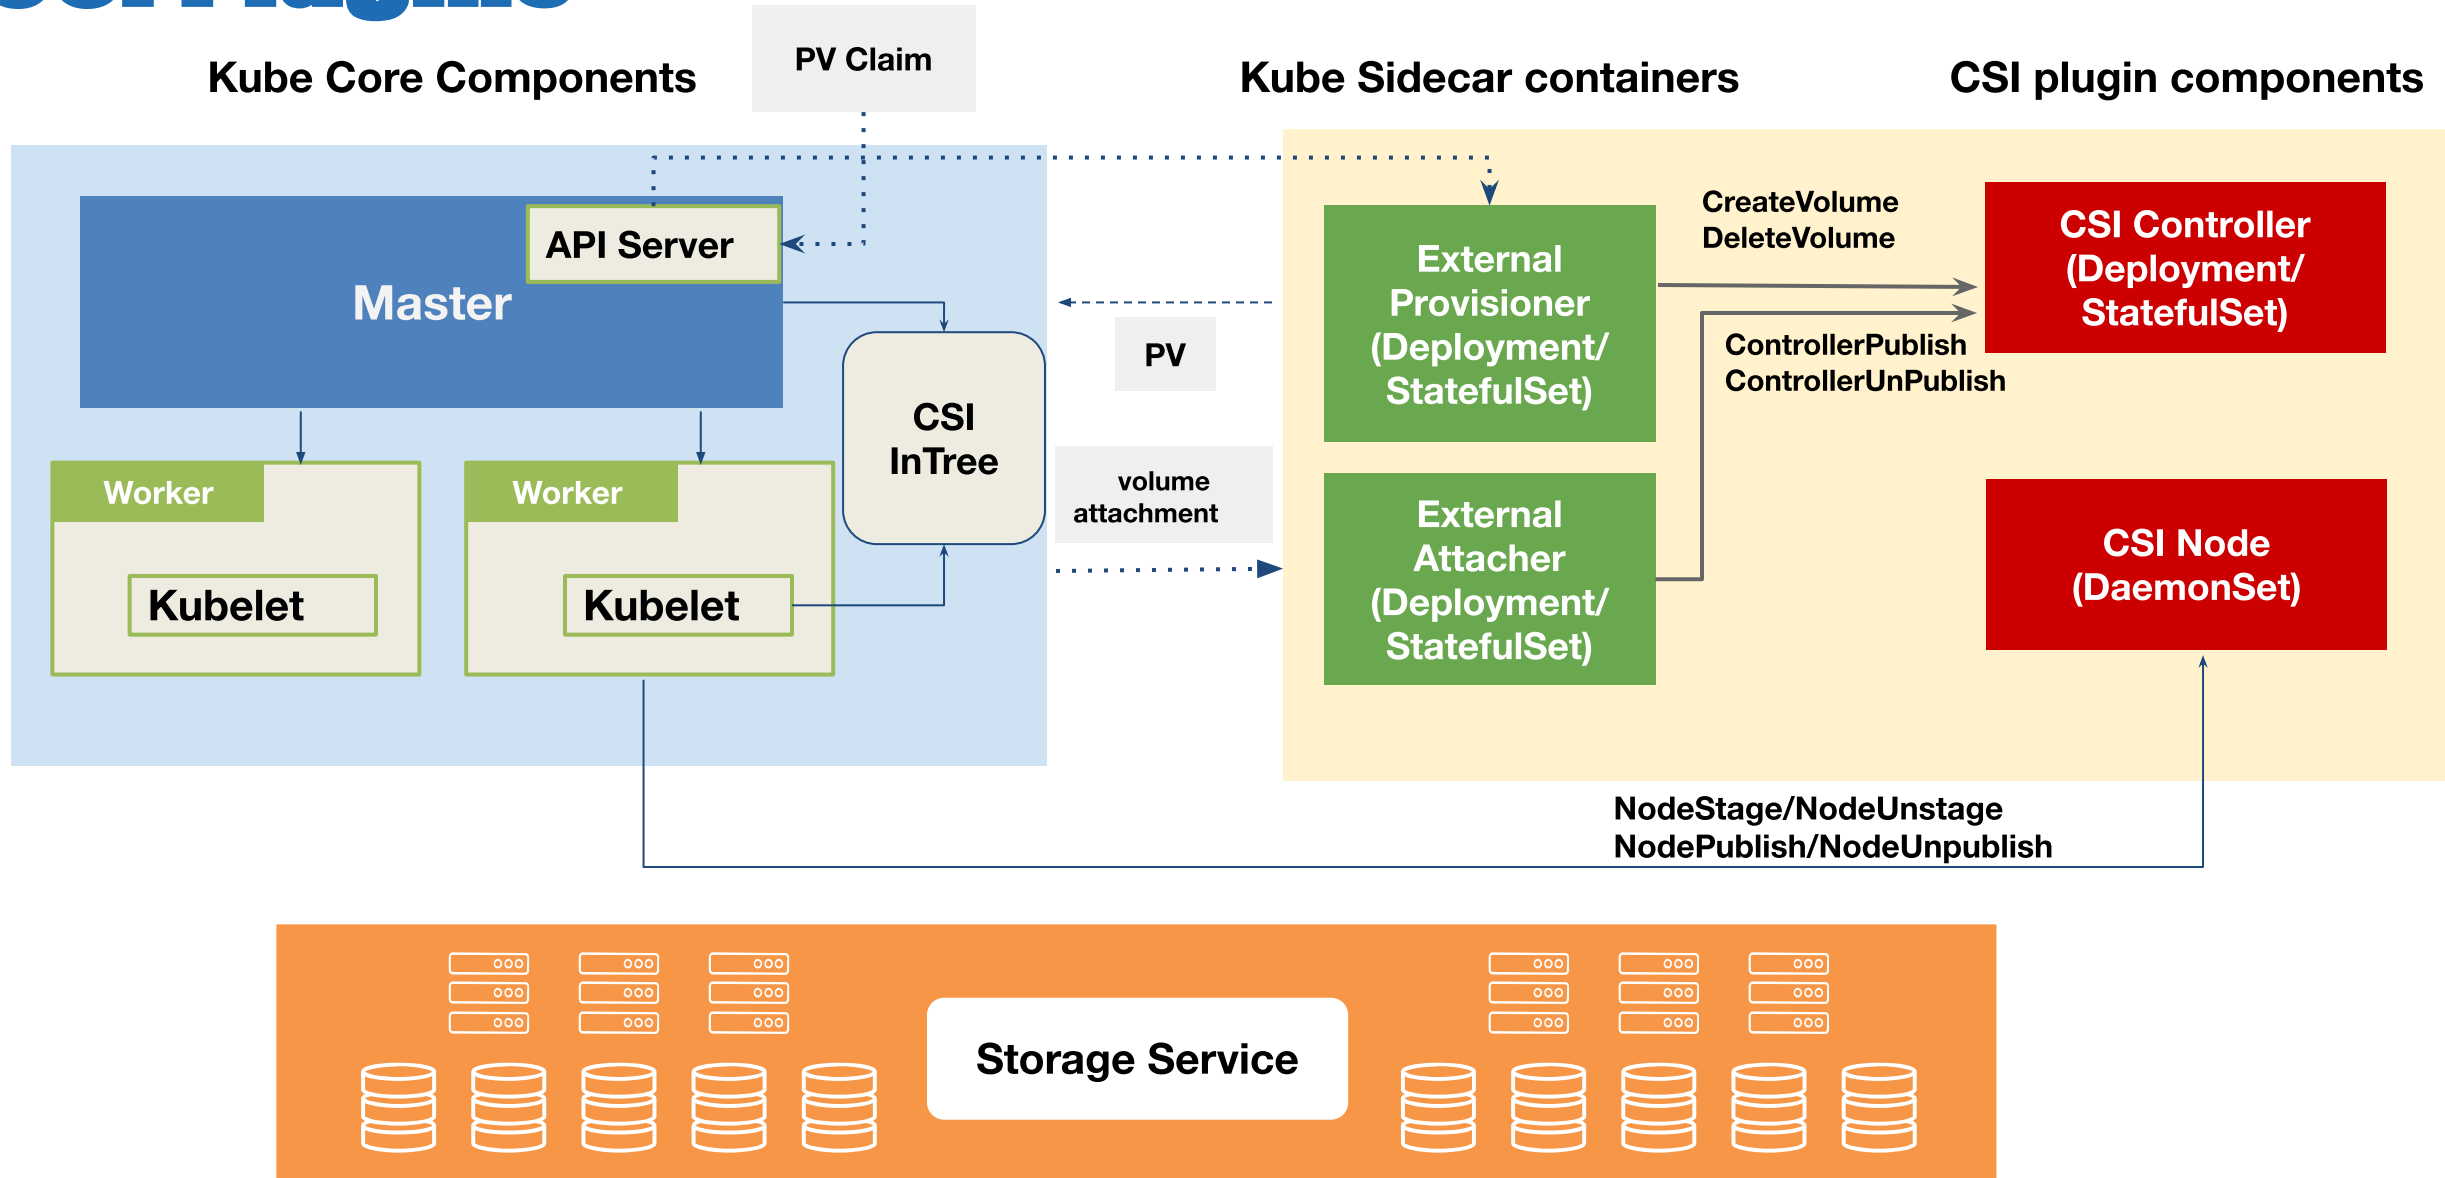 PV Claim
Kube Core Components
Kube Sidecar containers
CSI plugin components
API Server
Master
CSI
InTree
Worker
Kubelet
Worker
Kubelet
PV
volume
attachment
External
Provisioner
(Deployment/
StatefulSet)
External
Attacher
(Deployment/
StatefulSet)
CreateVolume
DeleteVolume
ControllerPublish
ControllerUnPublish
CSI Controller
(Deployment/
StatefulSet)
CSI Node
(DaemonSet)
NodeStage/NodeUnstage
NodePublish/NodeUnpublish
Storage Service